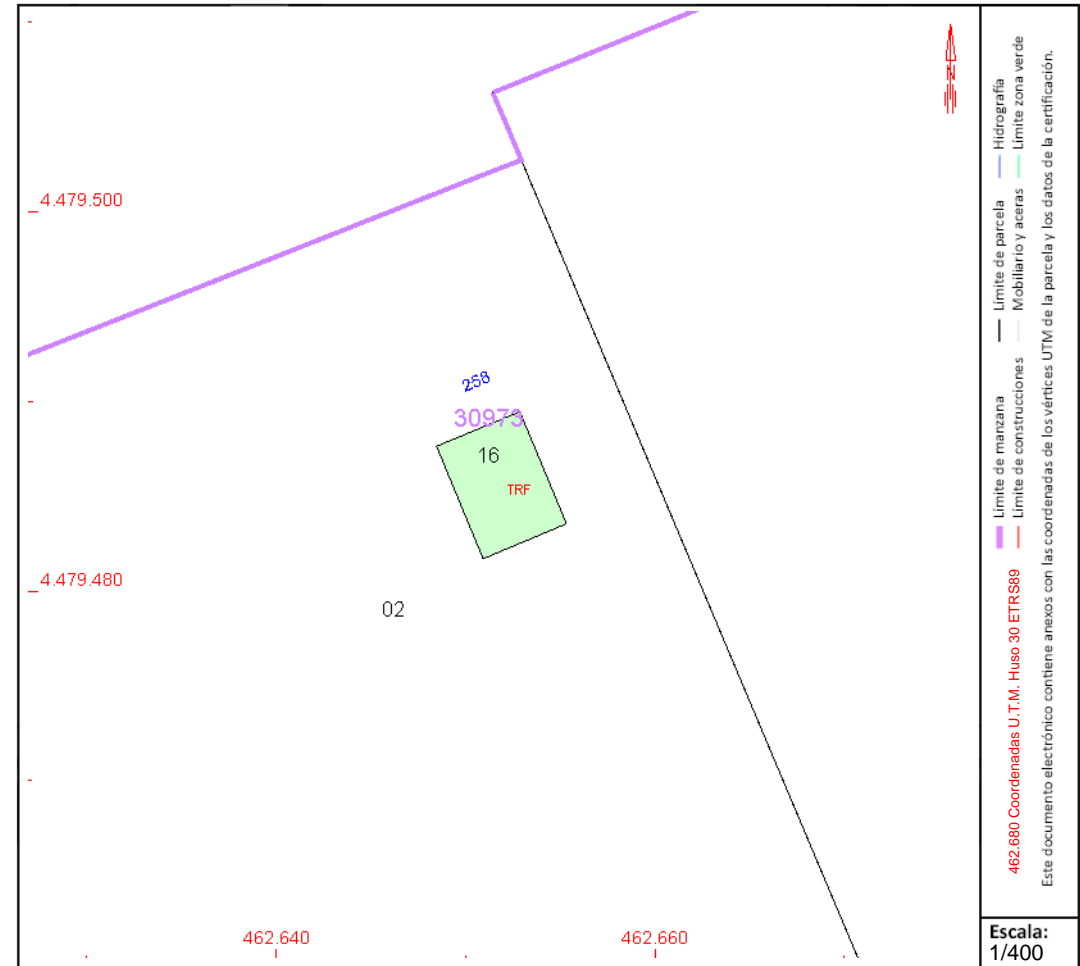 4.479.500
258
30973
16
TRF
4.479.480
02
462.640
462.660
N
Límite de manzana
Límite de parcela
Hidrografía
Límite de construcciones
Mobiliario y aceras
Límite zona verde
462.680 Coordenadas U.T.M. Huso 30 ETRS89
Este documento electrónico contiene anexos con las coordenadas de los vértices UTM de la parcela y los datos de la certificación.
Escala:
1/400